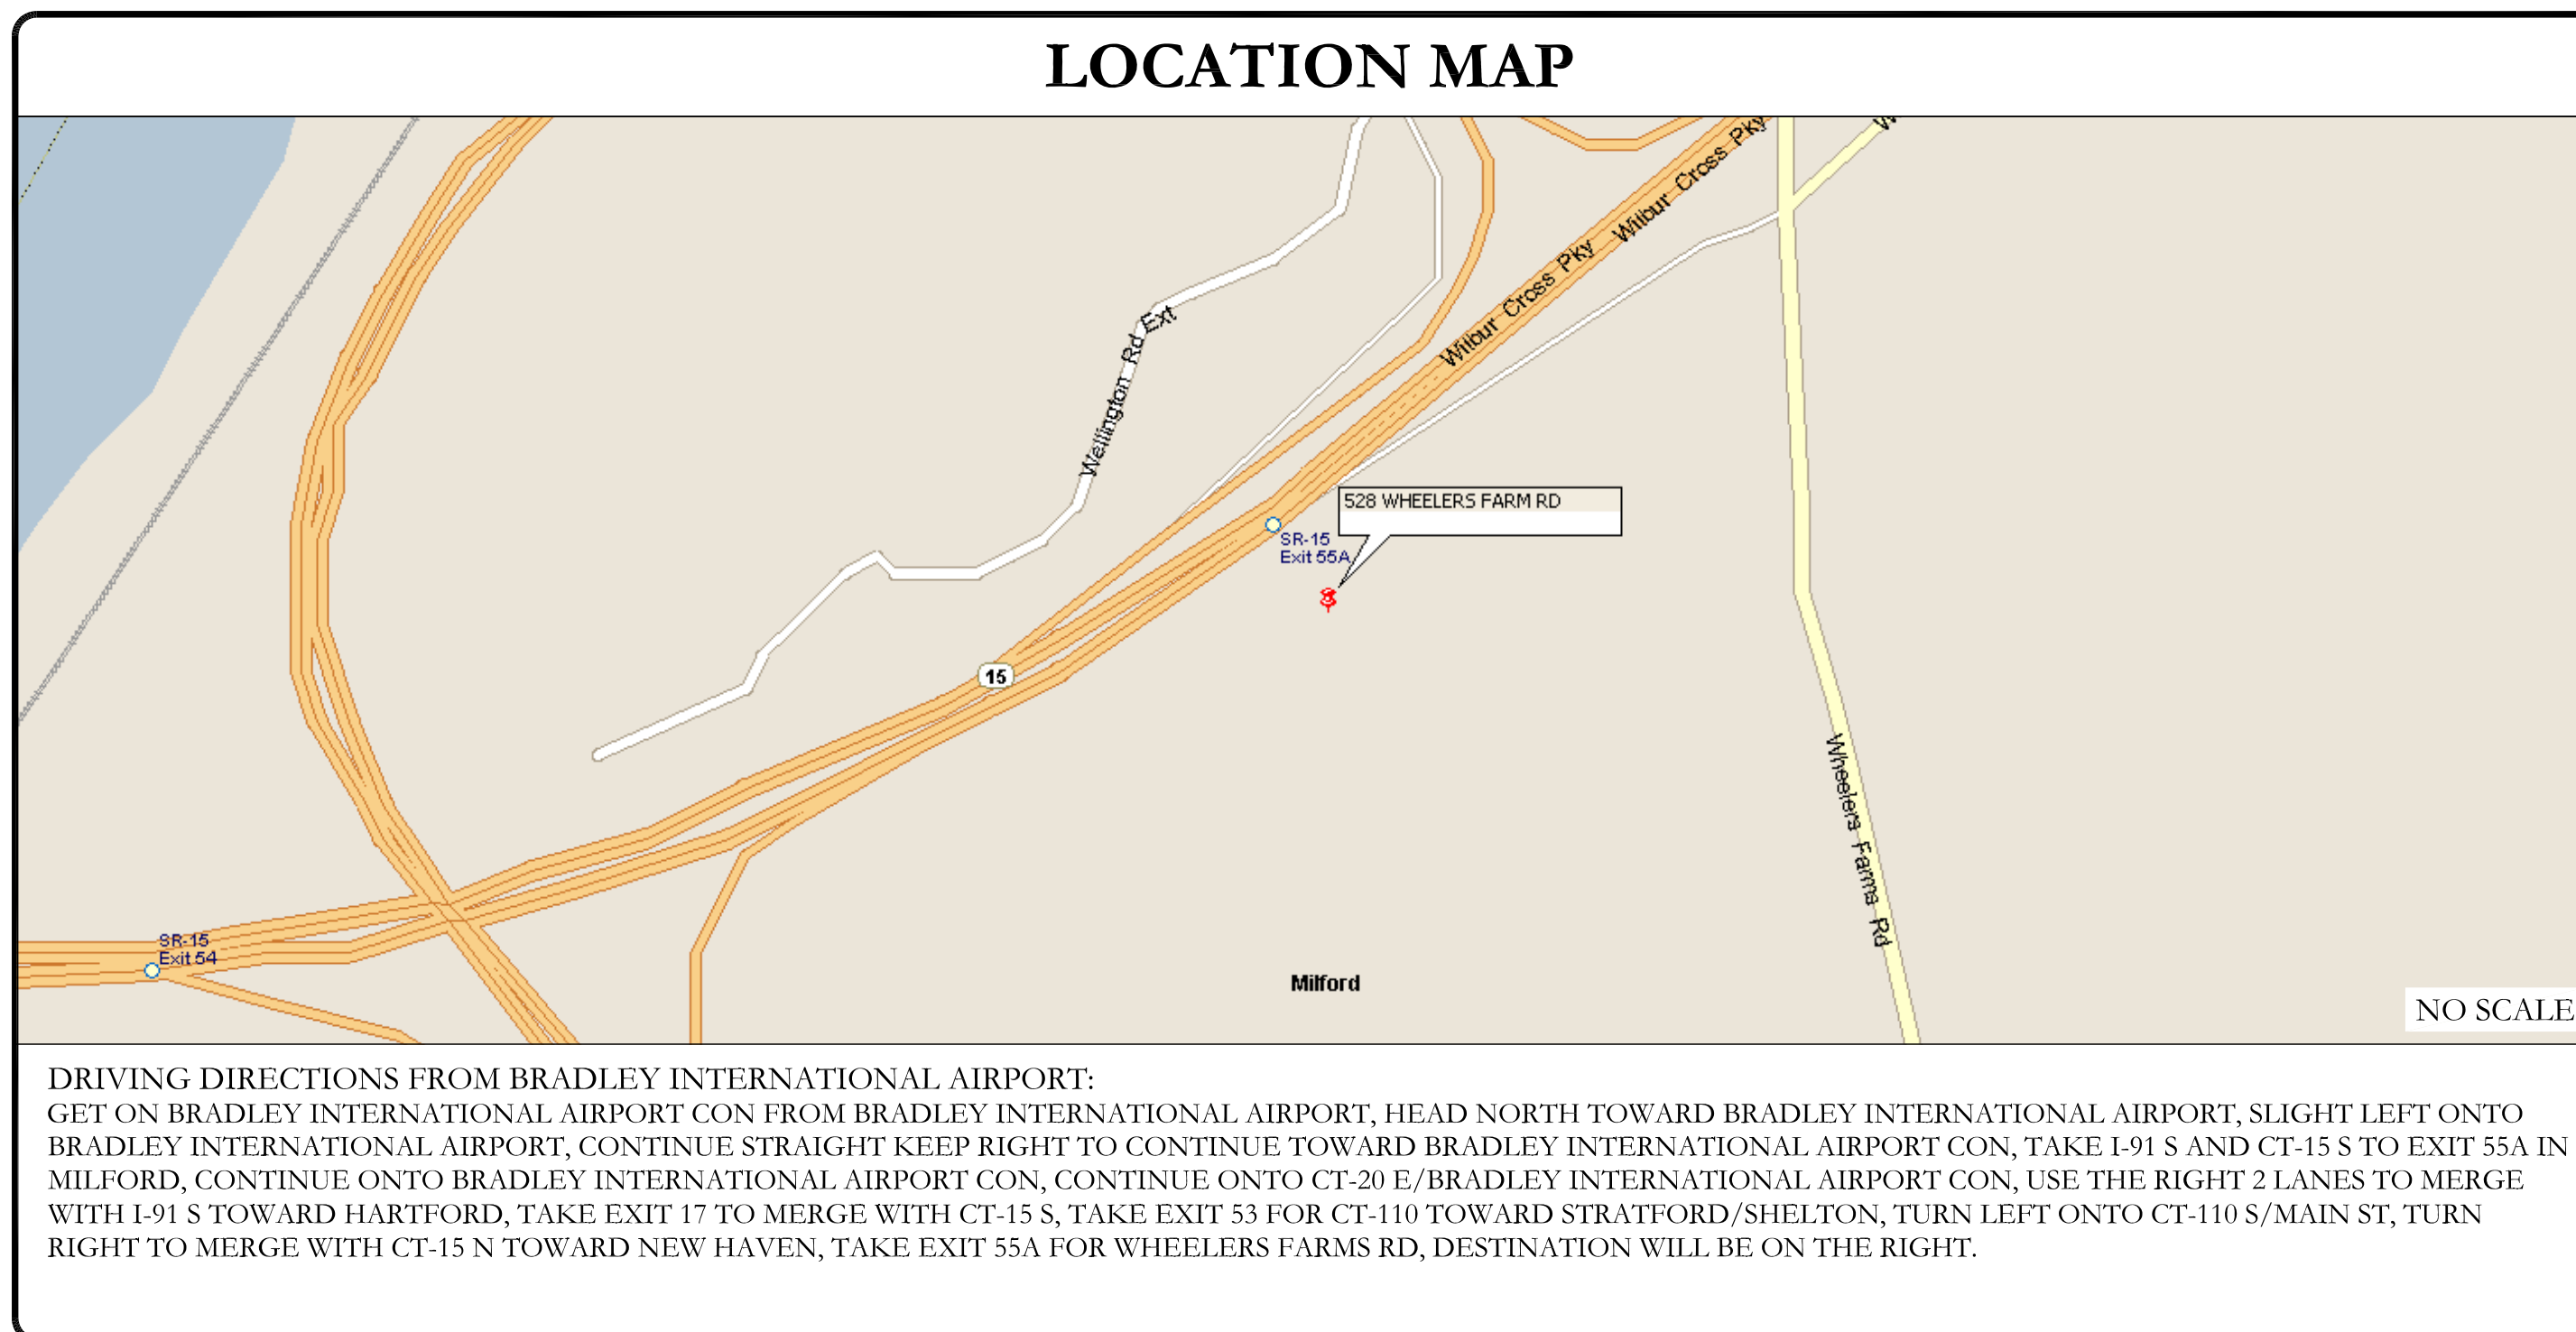 LOCATION MAP
Wilbur Cross Pky
Wilbur Cross Pky
W
Wellington Rd Ext
528 WHEELERS FARM RD
SR-15
Exit 55A
15
Wheelers Farms Rd
SR-15
Exit 54
Milford
NO SCALE
DRIVING DIRECTIONS FROM BRADLEY INTERNATIONAL AIRPORT:
GET ON BRADLEY INTERNATIONAL AIRPORT CON FROM BRADLEY INTERNATIONAL AIRPORT, HEAD NORTH TOWARD BRADLEY INTERNATIONAL AIRPORT, SLIGHT LEFT ONTO
BRADLEY INTERNATIONAL AIRPORT, CONTINUE STRAIGHT KEEP RIGHT TO CONTINUE TOWARD BRADLEY INTERNATIONAL AIRPORT CON, TAKE I-91 S AND CT-15 S TO EXIT 55A IN
MILFORD, CONTINUE ONTO BRADLEY INTERNATIONAL AIRPORT CON, CONTINUE ONTO CT-20 E/BRADLEY INTERNATIONAL AIRPORT CON, USE THE RIGHT 2 LANES TO MERGE
WITH I-91 S TOWARD HARTFORD, TAKE EXIT 17 TO MERGE WITH CT-15 S, TAKE EXIT 53 FOR CT-110 TOWARD STRATFORD/SHELTON, TURN LEFT ONTO CT-110 S/MAIN ST, TURN
RIGHT TO MERGE WITH CT-15 N TOWARD NEW HAVEN, TAKE EXIT 55A FOR WHEELERS FARMS RD, DESTINATION WILL BE ON THE RIGHT.